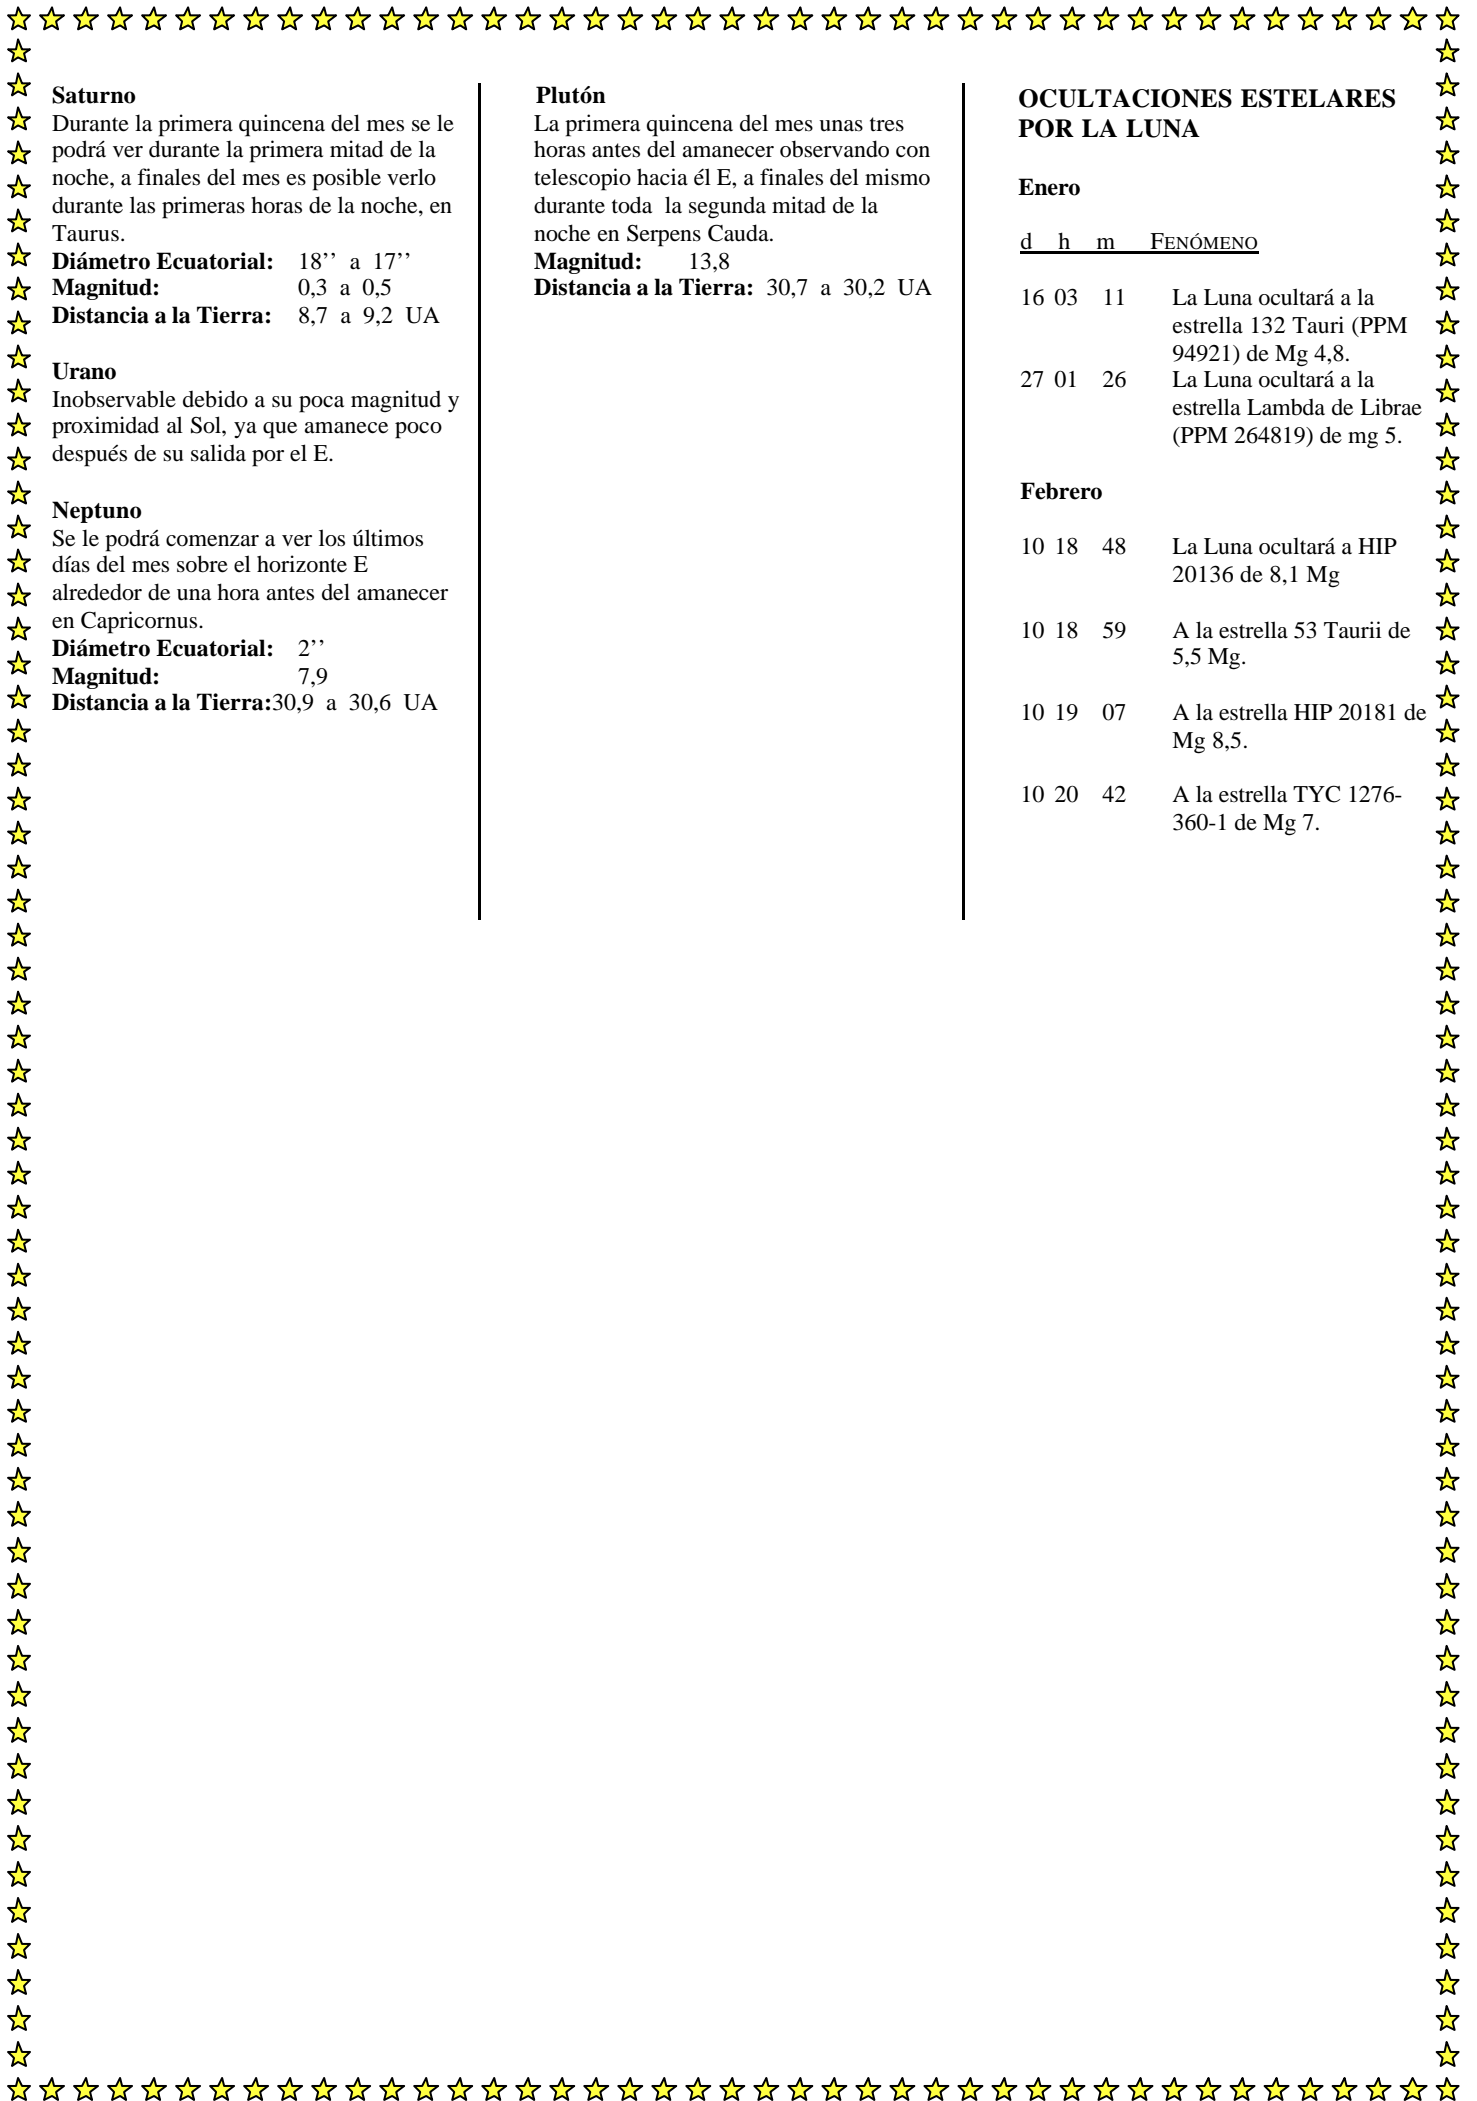 Saturno
Durante la primera quincena del mes se le
podrá ver durante la primera mitad de la
noche, a finales del mes es posible verlo
durante las primeras horas de la noche, en
Taurus.
Diámetro Ecuatorial: 18’’ a 17’’
Magnitud: 0,3 a 0,5
Distancia a la Tierra: 8,7 a 9,2 UA
Urano
Inobservable debido a su poca magnitud y
proximidad al Sol, ya que amanece poco
después de su salida por el E.
Neptuno
Se le podrá comenzar a ver los últimos
días del mes sobre el horizonte E
alrededor de una hora antes del amanecer
en Capricornus.
Diámetro Ecuatorial: 2’’
Magnitud: 7,9
Distancia a la Tierra:30,9 a 30,6 UA
Plutón
La primera quincena del mes unas tres
horas antes del amanecer observando con
telescopio hacia él E, a finales del mismo
durante toda la segunda mitad de la
noche en Serpens Cauda.
Magnitud: 13,8
Distancia a la Tierra: 30,7 a 30,2 UA
OCULTACIONES ESTELARES
POR LA LUNA
Enero
d h m FENÓMENO
16 03 11 La Luna ocultará a la
estrella 132 Tauri (PPM
94921) de Mg 4,8.
27 01 26 La Luna ocultará a la
estrella Lambda de Librae
(PPM 264819) de mg 5.
Febrero
10 18 48 La Luna ocultará a HIP
20136 de 8,1 Mg
10 18 59 A la estrella 53 Taurii de
5,5 Mg.
10 19 07 A la estrella HIP 20181 de
Mg 8,5.
10 20 42 A la estrella TYC 1276-
360-1 de Mg 7.